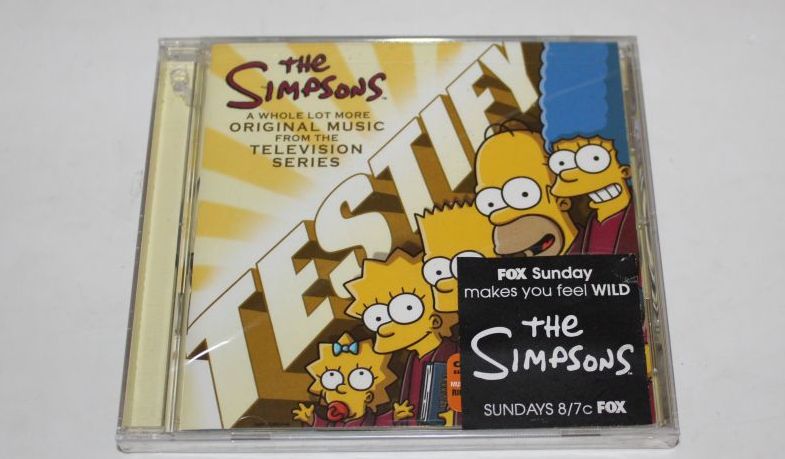 THE
SIMPSONS
TM
A WHOLE LOT MORE
ORIGINAL MUSIC
FROM THE
TELEVISION
SERIES
TESTIFY
FOX Sunday
makes you feel WILD
THE
SIMPSONS
SUNDAYS 8/7c FOX